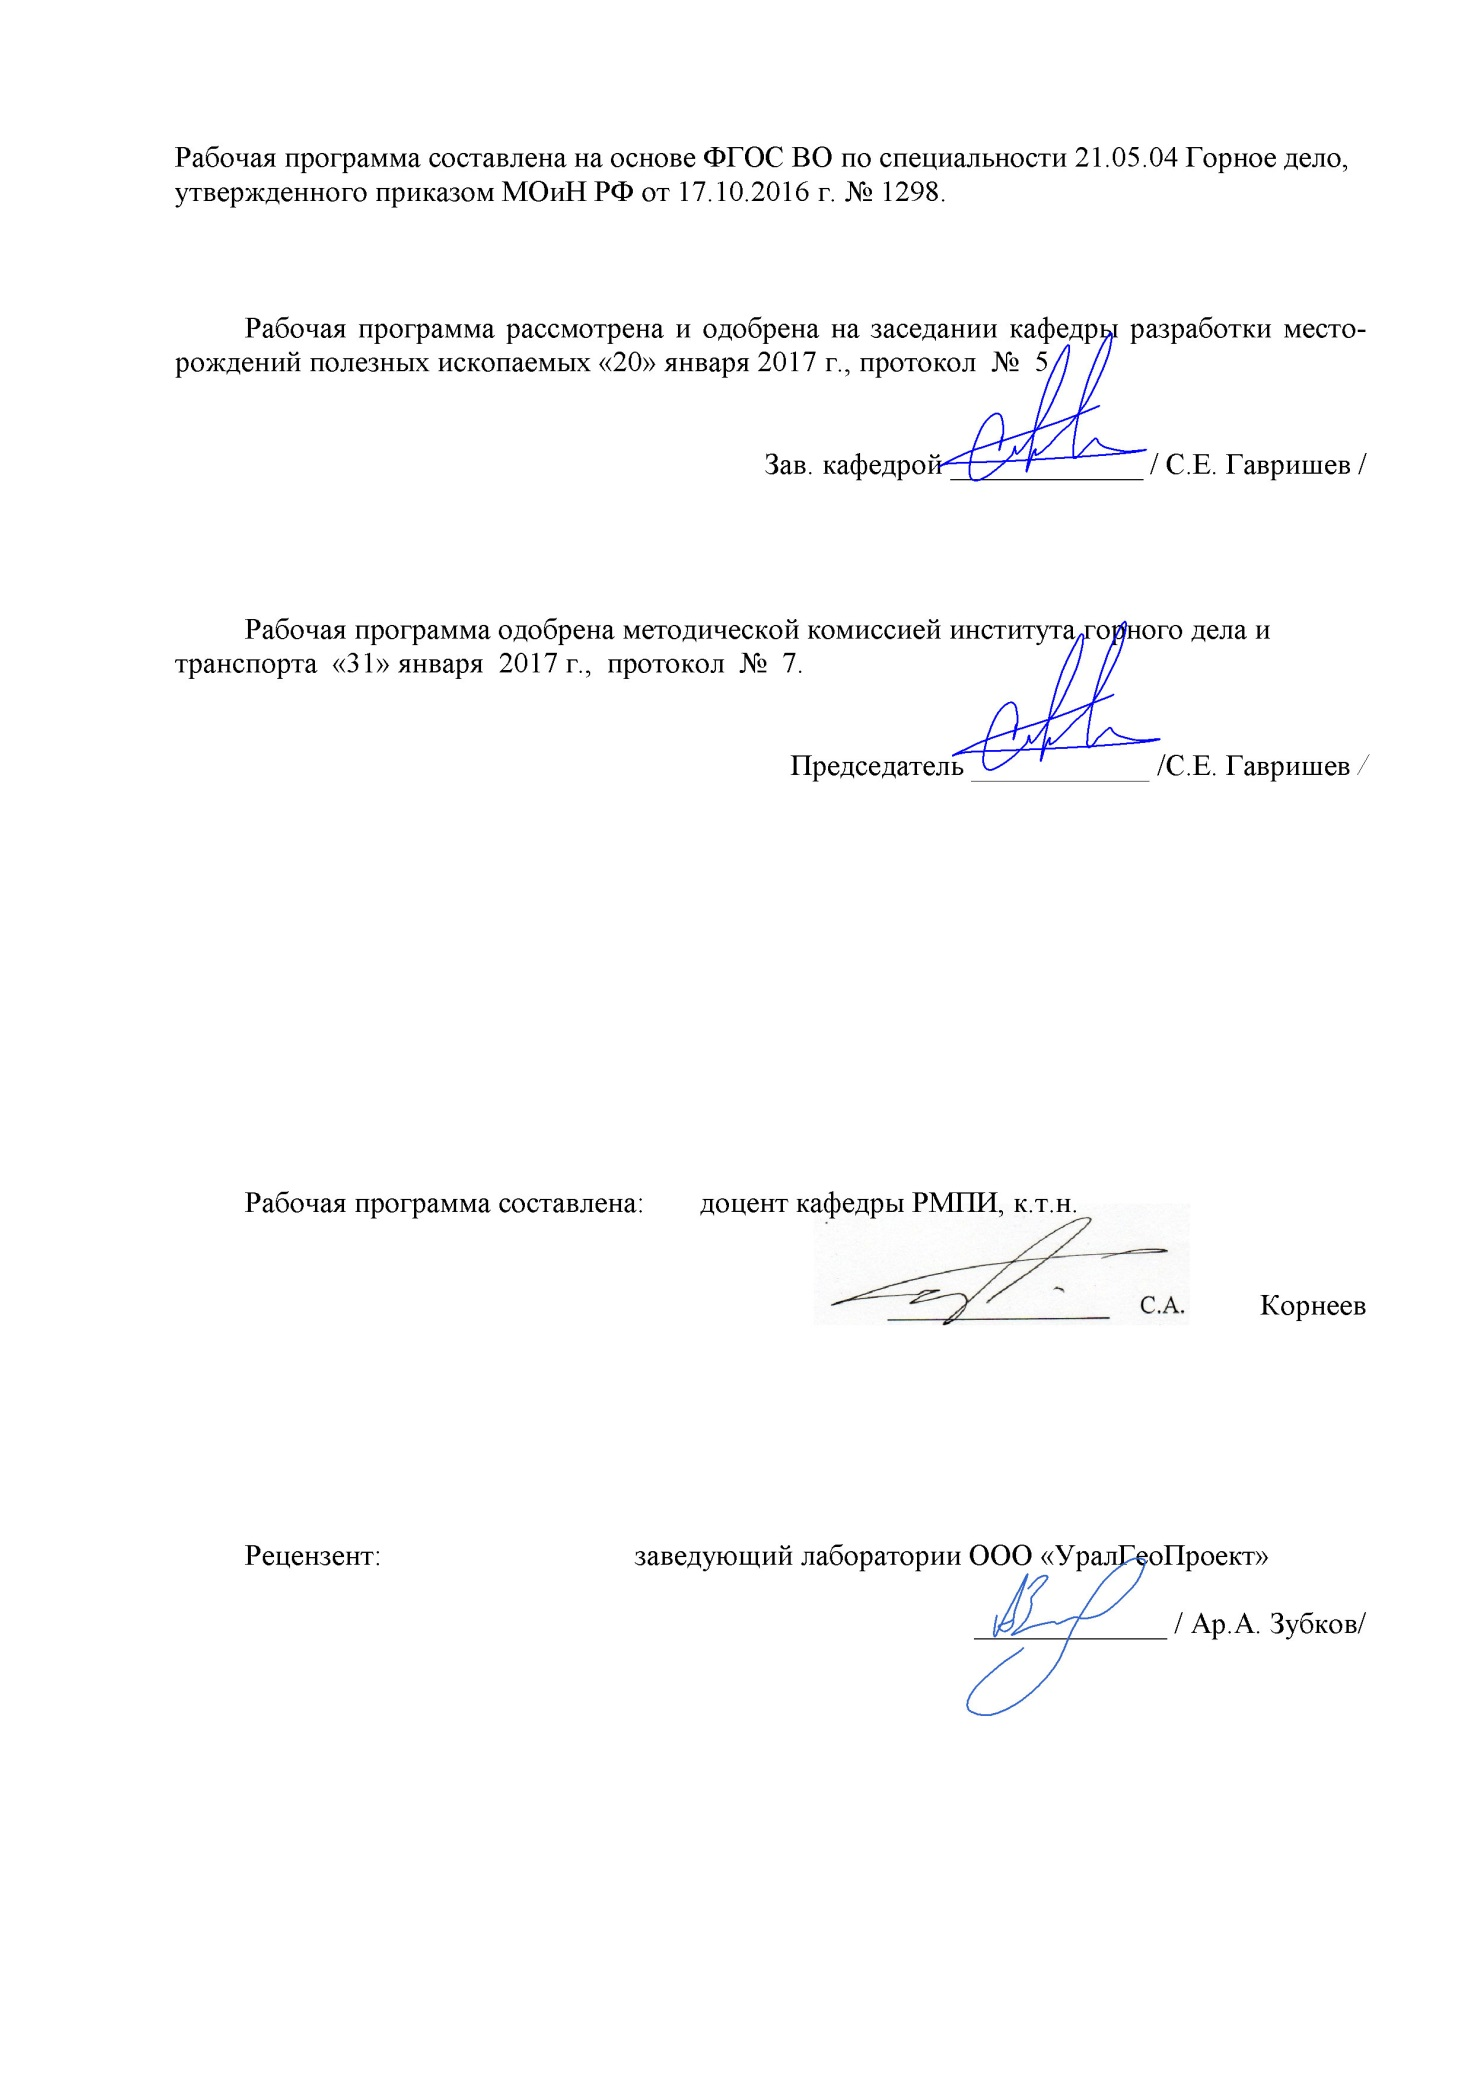 Рабочая программа составлена на основе ФГОС ВО по специальности 21.05.04 Горное дело,
утвержденного приказом МОиН РФ от 17.10.2016 г. № 1298.
Рабочая программа рассмотрена и одобрена на заседании кафедры разработки место-
рождений полезных ископаемых «20» января 2017 г., протокол № 5
Зав. кафедрой ______________ / С.Е. Гавришев /
Рабочая программа одобрена методической комиссией института горного дела и
транспорта «31» января 2017 г., протокол № 7.
Председатель _____________ /С.Е. Гавришев /
Рабочая программа составлена: доцент кафедры РМПИ, к.т.н.
________________ С.А. Корнеев
Рецензент: заведующий лаборатории ООО «УралГеоПроект»
______________ / Ар.А. Зубков/